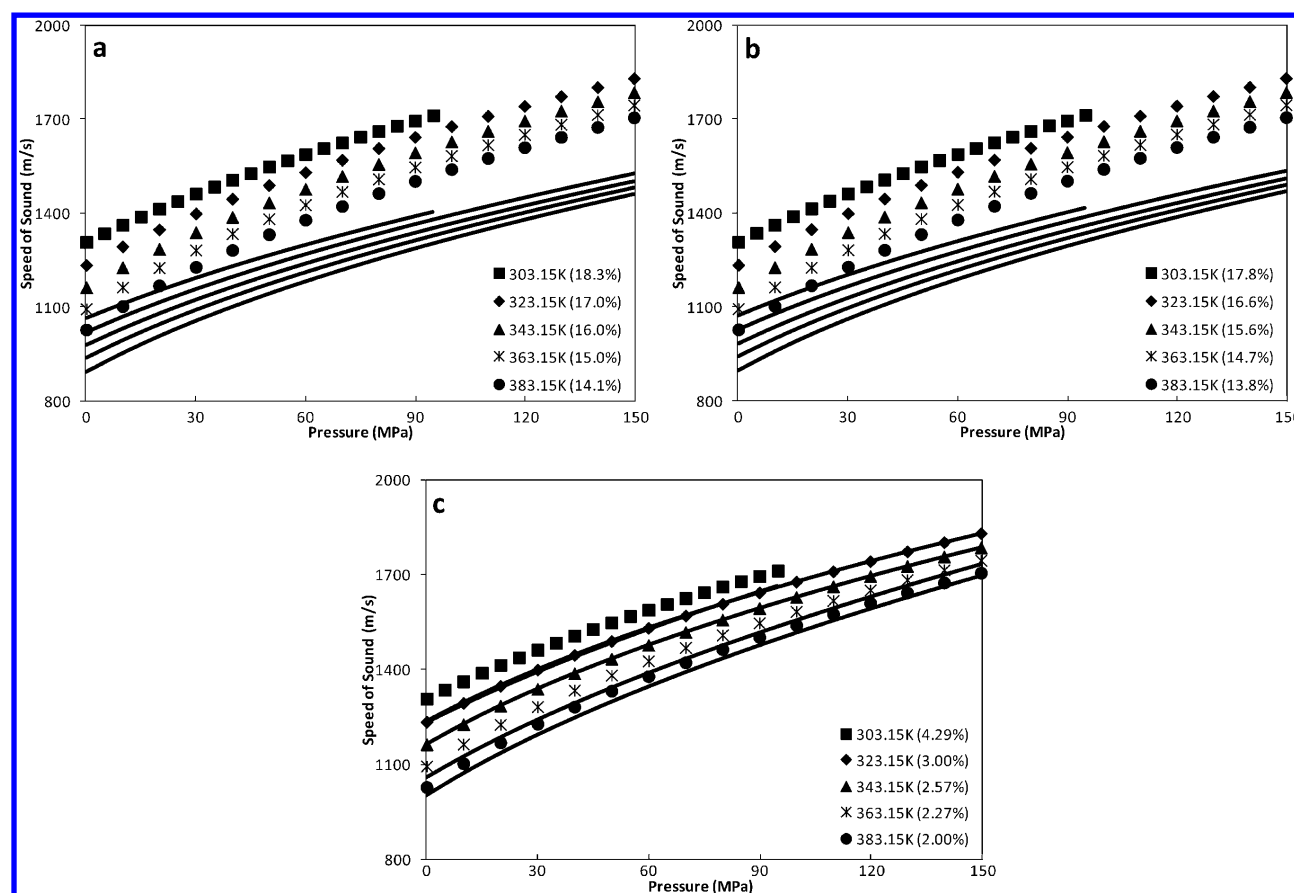 a
2000
1700
1400
1100
800
Speed of Sound (m/s)
303.15K (18.3%)
323.15K (17.0%)
343.15K (16.0%)
363.15K (15.0%)
383.15K (14.1%)
0 30 60 90 120 150
Pressure (MPa)
b
2000
1700
1400
1100
800
Speed of Sound (m/s)
303.15K (17.8%)
323.15K (16.6%)
343.15K (15.6%)
363.15K (14.7%)
383.15K (13.8%)
0 30 60 90 120 150
Pressure (MPa)
c
2000
1700
1400
1100
800
Speed of Sound (m/s)
303.15K (4.29%)
323.15K (3.00%)
343.15K (2.57%)
363.15K (2.27%)
383.15K (2.00%)
0 30 60 90 120 150
Pressure (MPa)